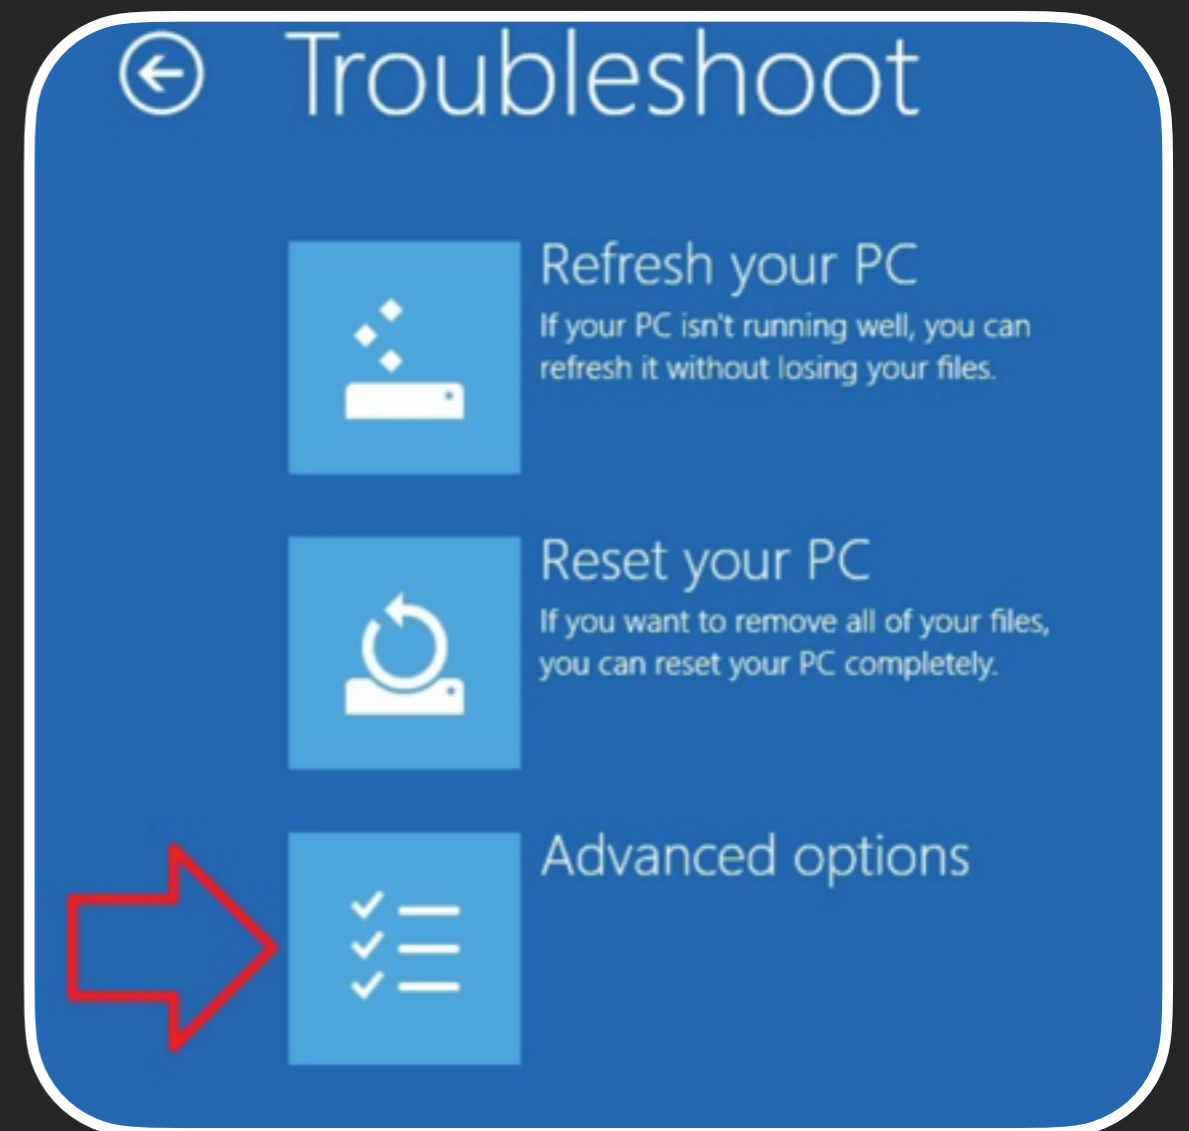 Troubleshoot
Refresh your PC
If your PC isn't running well, you can
refresh it without losing your files.
Reset your PC
If you want to remove all of your files,
you can reset your PC completely.
Advanced options